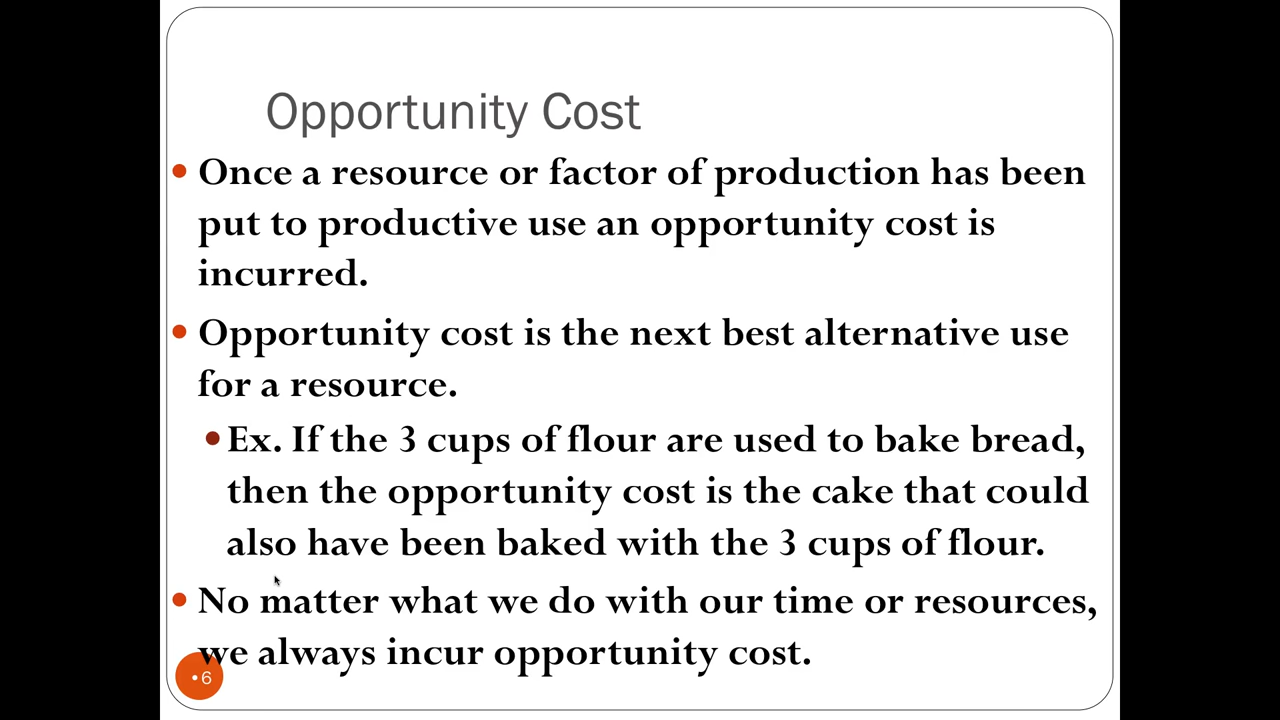 Opportunity Cost
• Once a resource or factor of production has been
put to productive use an opportunity cost is
incurred.
• Opportunity cost is the next best alternative use
for a resource.
• Ex. If the 3 cups of flour are used to bake bread,
then the opportunity cost is the cake that could
also have been baked with the 3 cups of flour.
• No matter what we do with our time or resources,
we always incur opportunity cost.
• 6